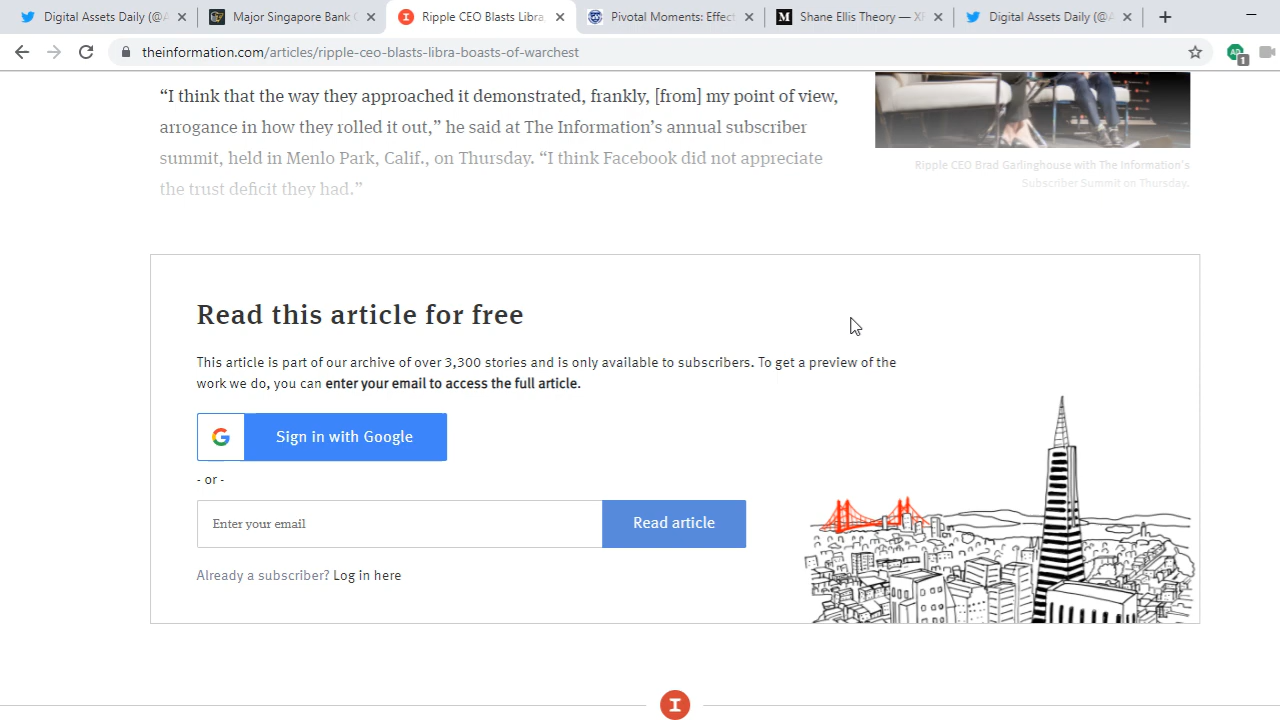 Digital Assets Daily (@A
Major Singapore Bank C
Ripple CEO Blasts Libra,
Pivotal Moments: Effect
M Shane Ellis Theory — XR
Digital Assets Daily (@A
theinformation.com/articles/ripple-ceo-blasts-libra-boasts-of-warchest
1
“I think that the way they approached it demonstrated, frankly, [from] my point of view,
arrogance in how they rolled it out,” he said at The Information’s annual subscriber
summit, held in Menlo Park, Calif., on Thursday. “I think Facebook did not appreciate
the trust deficit they had.”
Ripple CEO Brad Garlinghouse with The Information’s
Subscriber Summit on Thursday.
Read this article for free
This article is part of our archive of over 3,300 stories and is only available to subscribers. To get a preview of the
work we do, you can enter your email to access the full article.
G Sign in with Google
- or -
Enter your email
Read article
Already a subscriber? Log in here
I